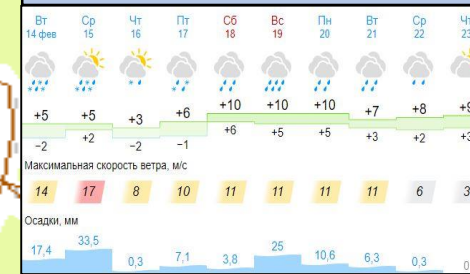 Вт Ср Чт Пт Сб Вс Пн Вт Ср Чт
14 фев 15 16 17 18 19 20 21 22 23
+5 +5 +3 +6 +10 +10 +10 +7 +8
−2 +2 −2 −1 +6 +5 +5 +3 +2
Максимальная скорость ветра, м/с
14 17 8 10 11 11 11 11 6 3
Осадки, мм
17,4 33,5 0,3 7,1 3,8 25 10,6 6,3 0,3